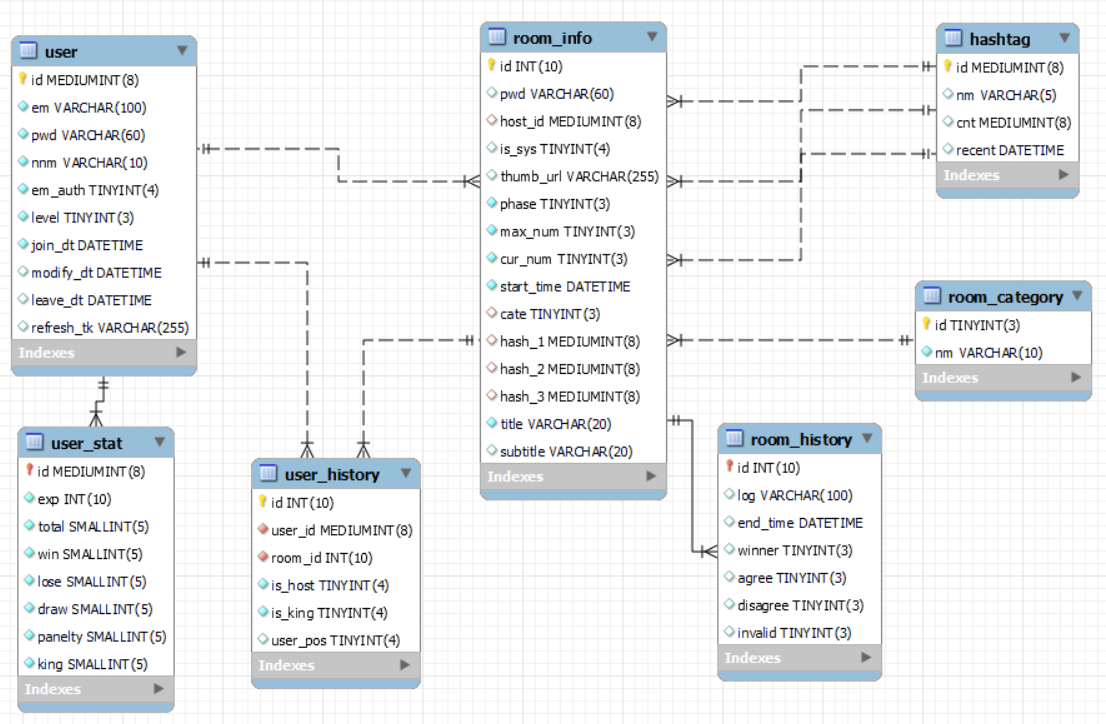 user
id MEDIUMINT(8)
em VARCHAR(100)
pwd VARCHAR(60)
nnm VARCHAR(10)
em_auth TINYINT(4)
level TINYINT(3)
join_dt DATETIME
modify_dt DATETIME
leave_dt DATETIME
refresh_tk VARCHAR(255)
Indexes
user_stat
id MEDIUMINT(8)
exp INT(10)
total SMALLINT(5)
win SMALLINT(5)
lose SMALLINT(5)
draw SMALLINT(5)
panelty SMALLINT(5)
king SMALLINT(5)
Indexes
user_history
id INT(10)
user_id MEDIUMINT(8)
room_id INT(10)
is_host TINYINT(4)
is_king TINYINT(4)
user_pos TINYINT(4)
Indexes
room_info
id INT(10)
pwd VARCHAR(60)
host_id MEDIUMINT(8)
is_sys TINYINT(4)
thumb_url VARCHAR(255)
phase TINYINT(3)
max_num TINYINT(3)
cur_num TINYINT(3)
start_time DATETIME
cate TINYINT(3)
hash_1 MEDIUMINT(8)
hash_2 MEDIUMINT(8)
hash_3 MEDIUMINT(8)
title VARCHAR(20)
subtitle VARCHAR(20)
Indexes
hashtag
id MEDIUMINT(8)
nm VARCHAR(5)
cnt MEDIUMINT(8)
recent DATETIME
Indexes
room_category
id TINYINT(3)
nm VARCHAR(10)
Indexes
room_history
id INT(10)
log VARCHAR(100)
end_time DATETIME
winner TINYINT(3)
agree TINYINT(3)
disagree TINYINT(3)
invalid TINYINT(3)
Indexes